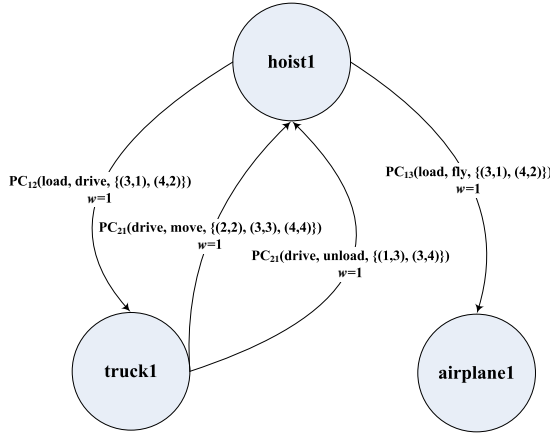 hoist1
PC₁₂(load, drive, {(3,1), (4,2)})
w=1
PC₁₃(load, fly, {(3,1), (4,2)})
w=1
PC₂₁(drive, move, {(2,2), (3,3), (4,4)})
w=1
PC₂₁(drive, unload, {(1,3), (3,4)})
w=1
truck1
airplane1